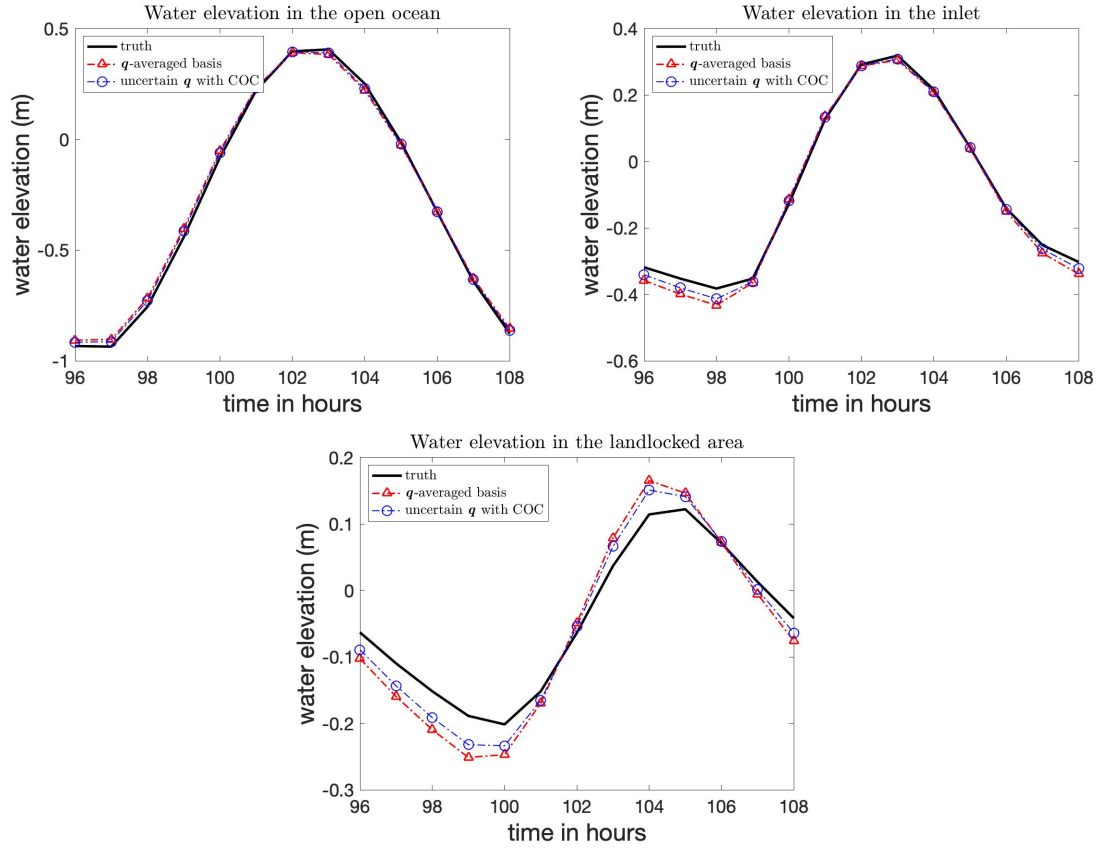 Water elevation in the open ocean
water elevation (m)
0.5
0
-0.5
-1
truth
q-averaged basis
uncertain q with COC
96 98 100 102 104 106 108
time in hours
Water elevation in the inlet
water elevation (m)
0.4
0.2
0
-0.2
-0.4
-0.6
truth
q-averaged basis
uncertain q with COC
96 98 100 102 104 106 108
time in hours
Water elevation in the landlocked area
water elevation (m)
0.2
0.1
0
-0.1
-0.2
-0.3
truth
q-averaged basis
uncertain q with COC
96 98 100 102 104 106 108
time in hours